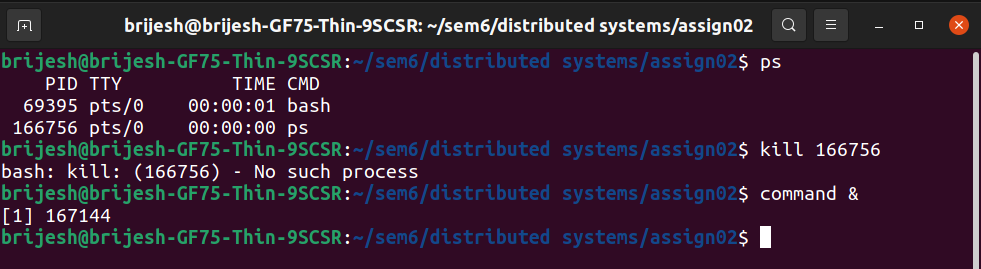 brijesh@brijesh-GF75-Thin-9SCSR: ~/sem6/distributed systems/assign02
brijesh@brijesh-GF75-Thin-9SCSR:~/sem6/distributed systems/assign02$ ps
    PID TTY          TIME CMD
  69395 pts/0    00:00:01 bash
 166756 pts/0    00:00:00 ps
brijesh@brijesh-GF75-Thin-9SCSR:~/sem6/distributed systems/assign02$ kill 166756
bash: kill: (166756) - No such process
brijesh@brijesh-GF75-Thin-9SCSR:~/sem6/distributed systems/assign02$ command &
[1] 167144
brijesh@brijesh-GF75-Thin-9SCSR:~/sem6/distributed systems/assign02$